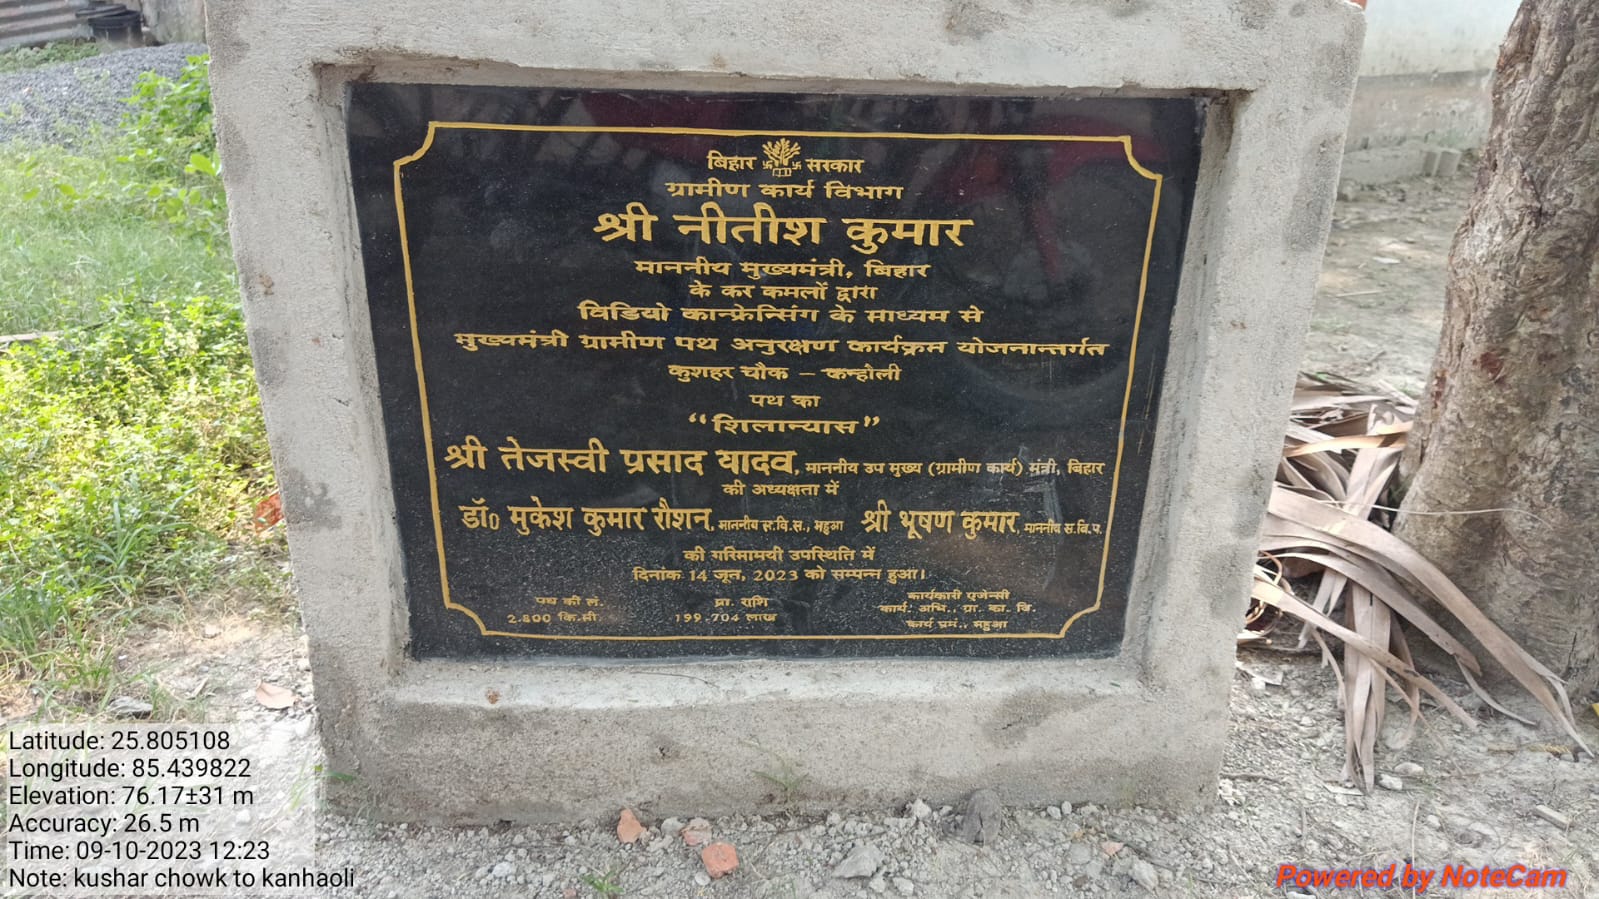 बिहार सरकार
ग्रामीण कार्य विभाग
श्री नीतीश कुमार
माननीय मुख्यमंत्री, बिहार
के कर कमलों द्वारा
विडियो कान्फ्रेन्सिंग के माध्यम से
मुख्यमंत्री ग्रामीण पथ अनुरक्षण कार्यक्रम योजनान्तर्गत
कुशहर चौक – कन्होली
पथ का
“शिलान्यास”
श्री तेजस्वी प्रसाद यादव, माननीय उप मुख्य (ग्रामीण कार्य) मंत्री, बिहार
की अध्यक्षता में
डॉ0 मुकेश कुमार रौशन, माननीय स.वि.स., महुआ श्री भूषण कुमार, माननीय स.वि.प.
की गरिमामयी उपस्थिति में
दिनांक 14 जून, 2023 को सम्पन्न हुआ।
पथ की लं. प्रा. राशि कार्यकारी एजेन्सी
2.800 कि.मी. 199.704 लाख कार्य. अभि., ग्रा. का. वि.
कार्य प्रमं., महुआ
Latitude: 25.805108
Longitude: 85.439822
Elevation: 76.17±31 m
Accuracy: 26.5 m
Time: 09-10-2023 12:23
Note: kushar chowk to kanhaoli
Powered by NoteCam